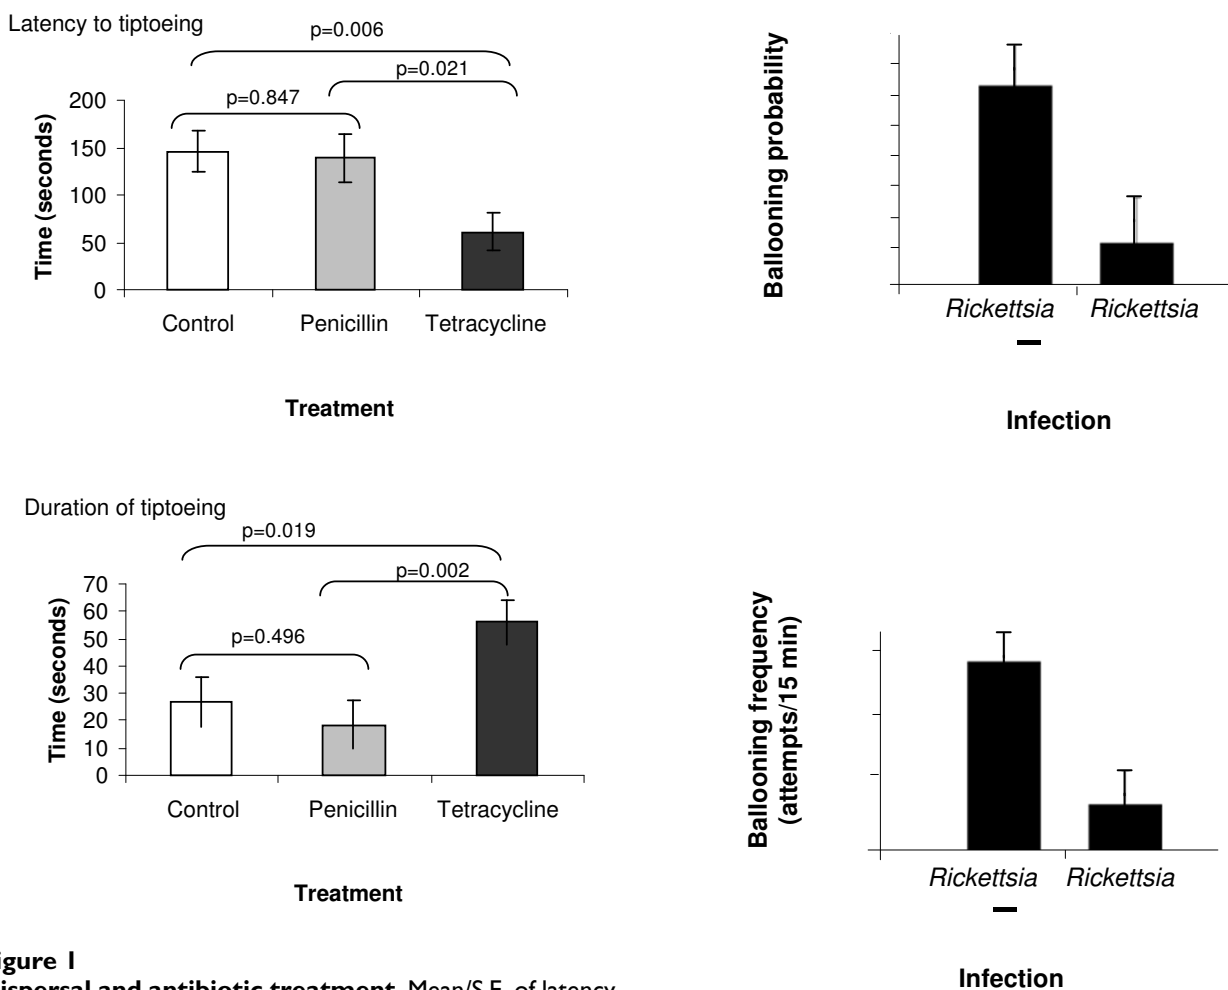 Latency to tiptoeing
p=0.006
p=0.021
p=0.847
Time (seconds)
200
150
100
50
0
Control Penicillin Tetracycline
Treatment
Duration of tiptoeing
p=0.019
p=0.002
p=0.496
Time (seconds)
70
60
50
40
30
20
10
0
Control Penicillin Tetracycline
Treatment
igure 1
ispersal and antibiotic treatment. Mean/S.E. of latency
Ballooning probability
Rickettsia Rickettsia
–
Infection
Ballooning frequency
(attempts/15 min)
Rickettsia Rickettsia
–
Infection